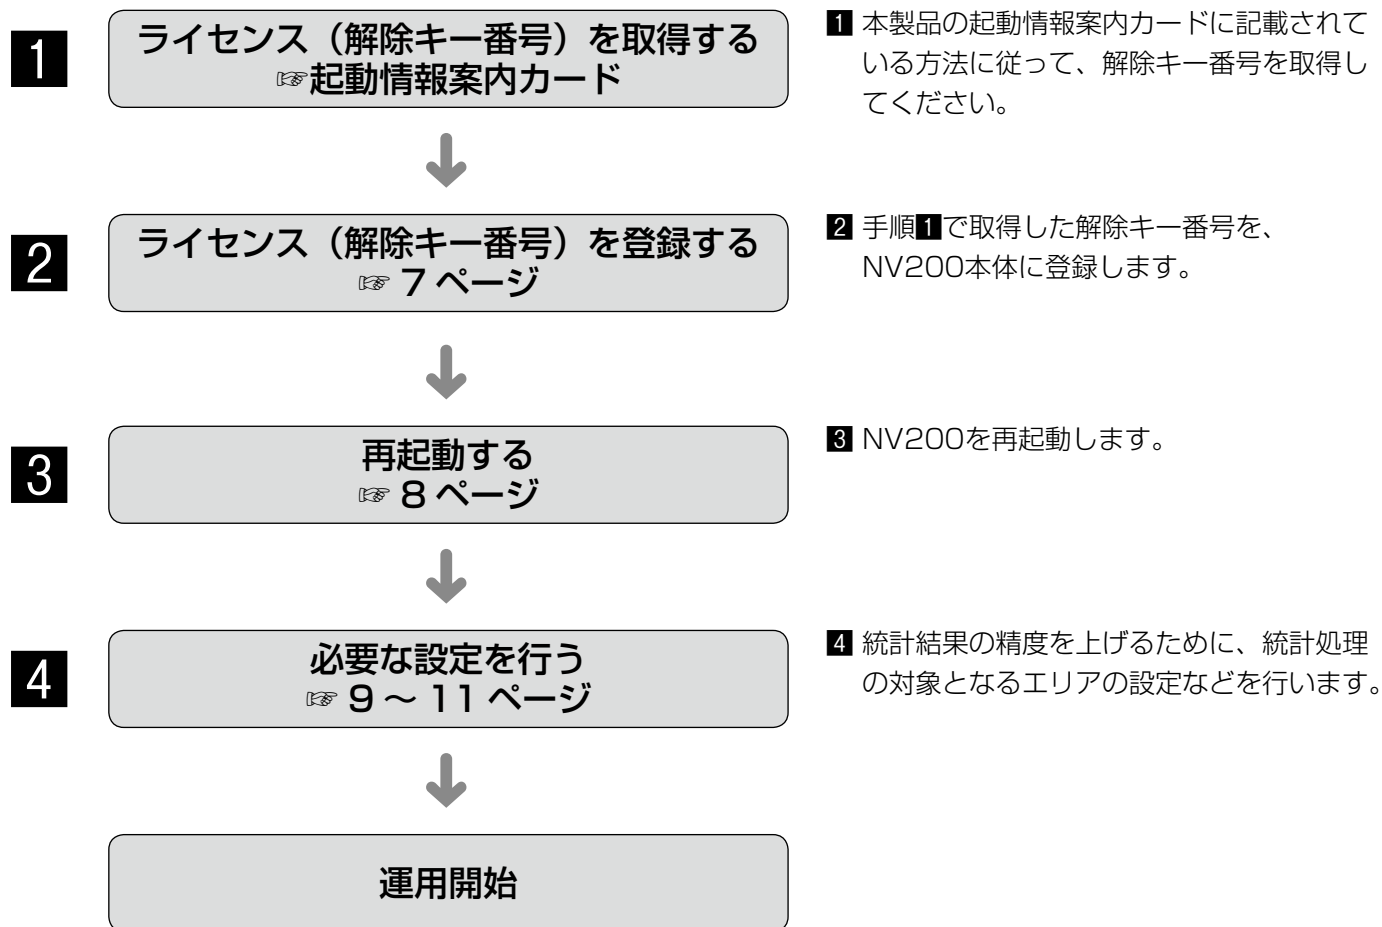 1
ライセンス（解除キー番号）を取得する
☞起動情報案内カード
1 本製品の起動情報案内カードに記載されて
いる方法に従って、解除キー番号を取得し
てください。
2
ライセンス（解除キー番号）を登録する
☞ 7 ページ
2 手順1で取得した解除キー番号を、
NV200本体に登録します。
3
再起動する
☞ 8 ページ
3 NV200を再起動します。
4
必要な設定を行う
☞ 9 ～ 11 ページ
4 統計結果の精度を上げるために、統計処理
の対象となるエリアの設定などを行います。
運用開始